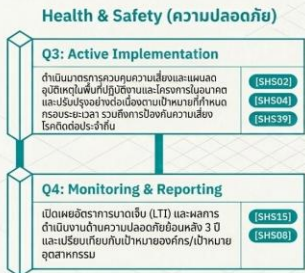 Health & Safety (ความปลอดภัย)
Q3: Active Implementation
ดำเนินมาตรการควบคุมความเสี่ยงและแผนลด
อุบัติเหตุในพื้นที่ปฏิบัติงานและโครงการในอนาคต
และปรับปรุงอย่างต่อเนื่องตามเป้าหมายที่กำหนด
กรอบระยะเวลา รวมถึงการป้องกันความเสี่ยง
โรคติดต่อประจำถิ่น
[SHS02]
[SHS04]
[SHS39]
Q4: Monitoring & Reporting
เปิดเผยอัตราการบาดเจ็บ (LTI) และผลการ
ดำเนินงานด้านความปลอดภัยย้อนหลัง 3 ปี
และเปรียบเทียบกับเป้าหมายองค์กร/เป้าหมาย
อุตสาหกรรม
[SHS15]
[SHS08]